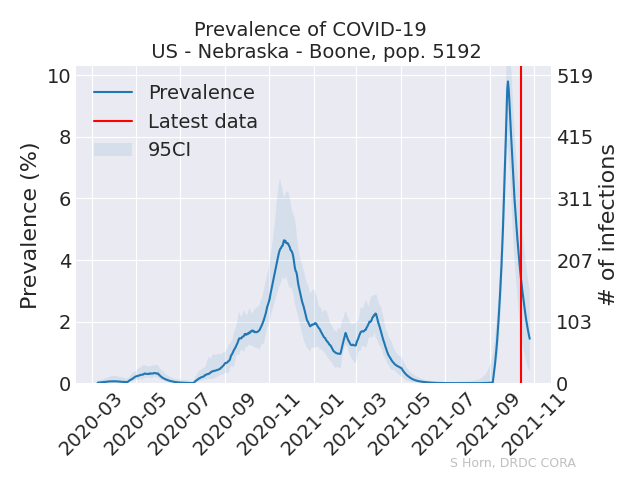 Prevalence of COVID-19
US - Nebraska - Boone, pop. 5192
Prevalence
Latest data
95CI
Prevalence (%)
10
8
6
4
2
0
519
415
311
207
103
0
# of infections
2020-03
2020-05
2020-07
2020-09
2020-11
2021-01
2021-03
2021-05
2021-07
2021-09
2021-11
S Horn, DRDC CORA